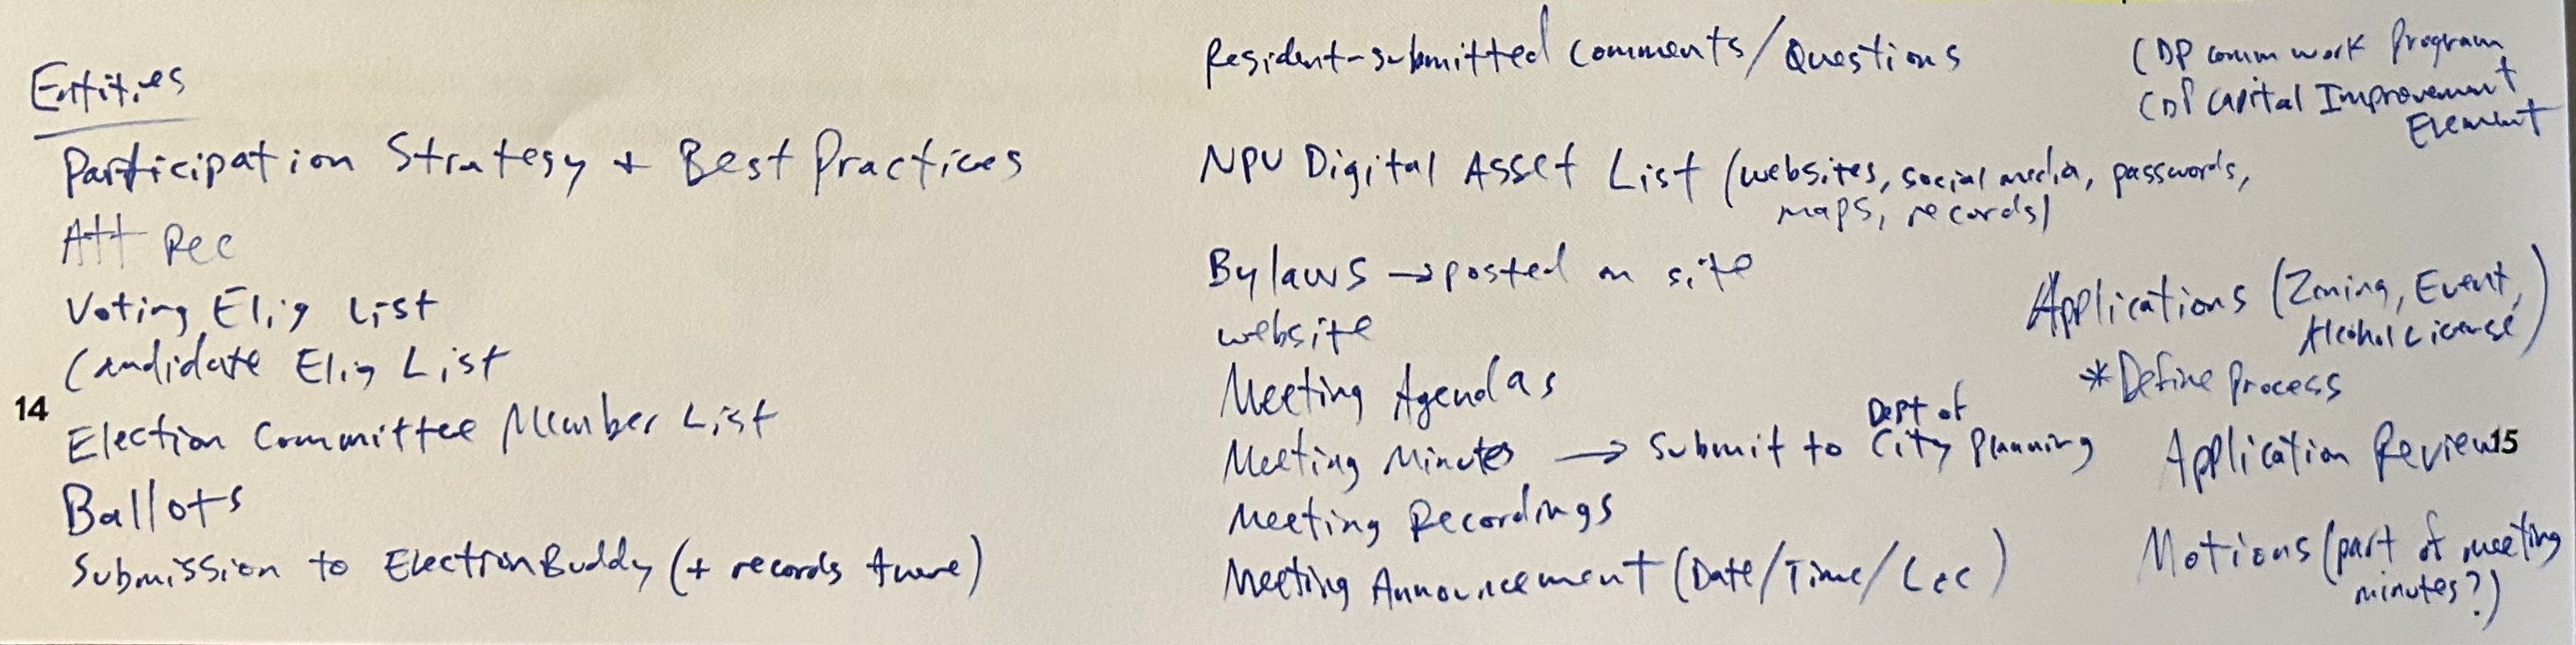 Entities
Participation Strategy + Best Practices
Att Rec
Voting Elig List
Candidate Elig List
14
Election Committee Member List
Ballots
Submission to ElectionBuddy (+ records there)
Resident-submitted Comments/Questions
NPU Digital Asset List (websites, social media, passwords,
maps, records)
Bylaws → posted on site
website
Meeting Agendas
Meeting Minutes → Submit to Dept of City Planning
Meeting Recordings
Meeting Announcement (Date/Time/Loc)
CDP comm work Program
CDP Capital Improvement
Element
Applications (Zoning, Event,
Alcohol License)
*Define Process
Application Review
15
Motions (part of meeting
minutes?)